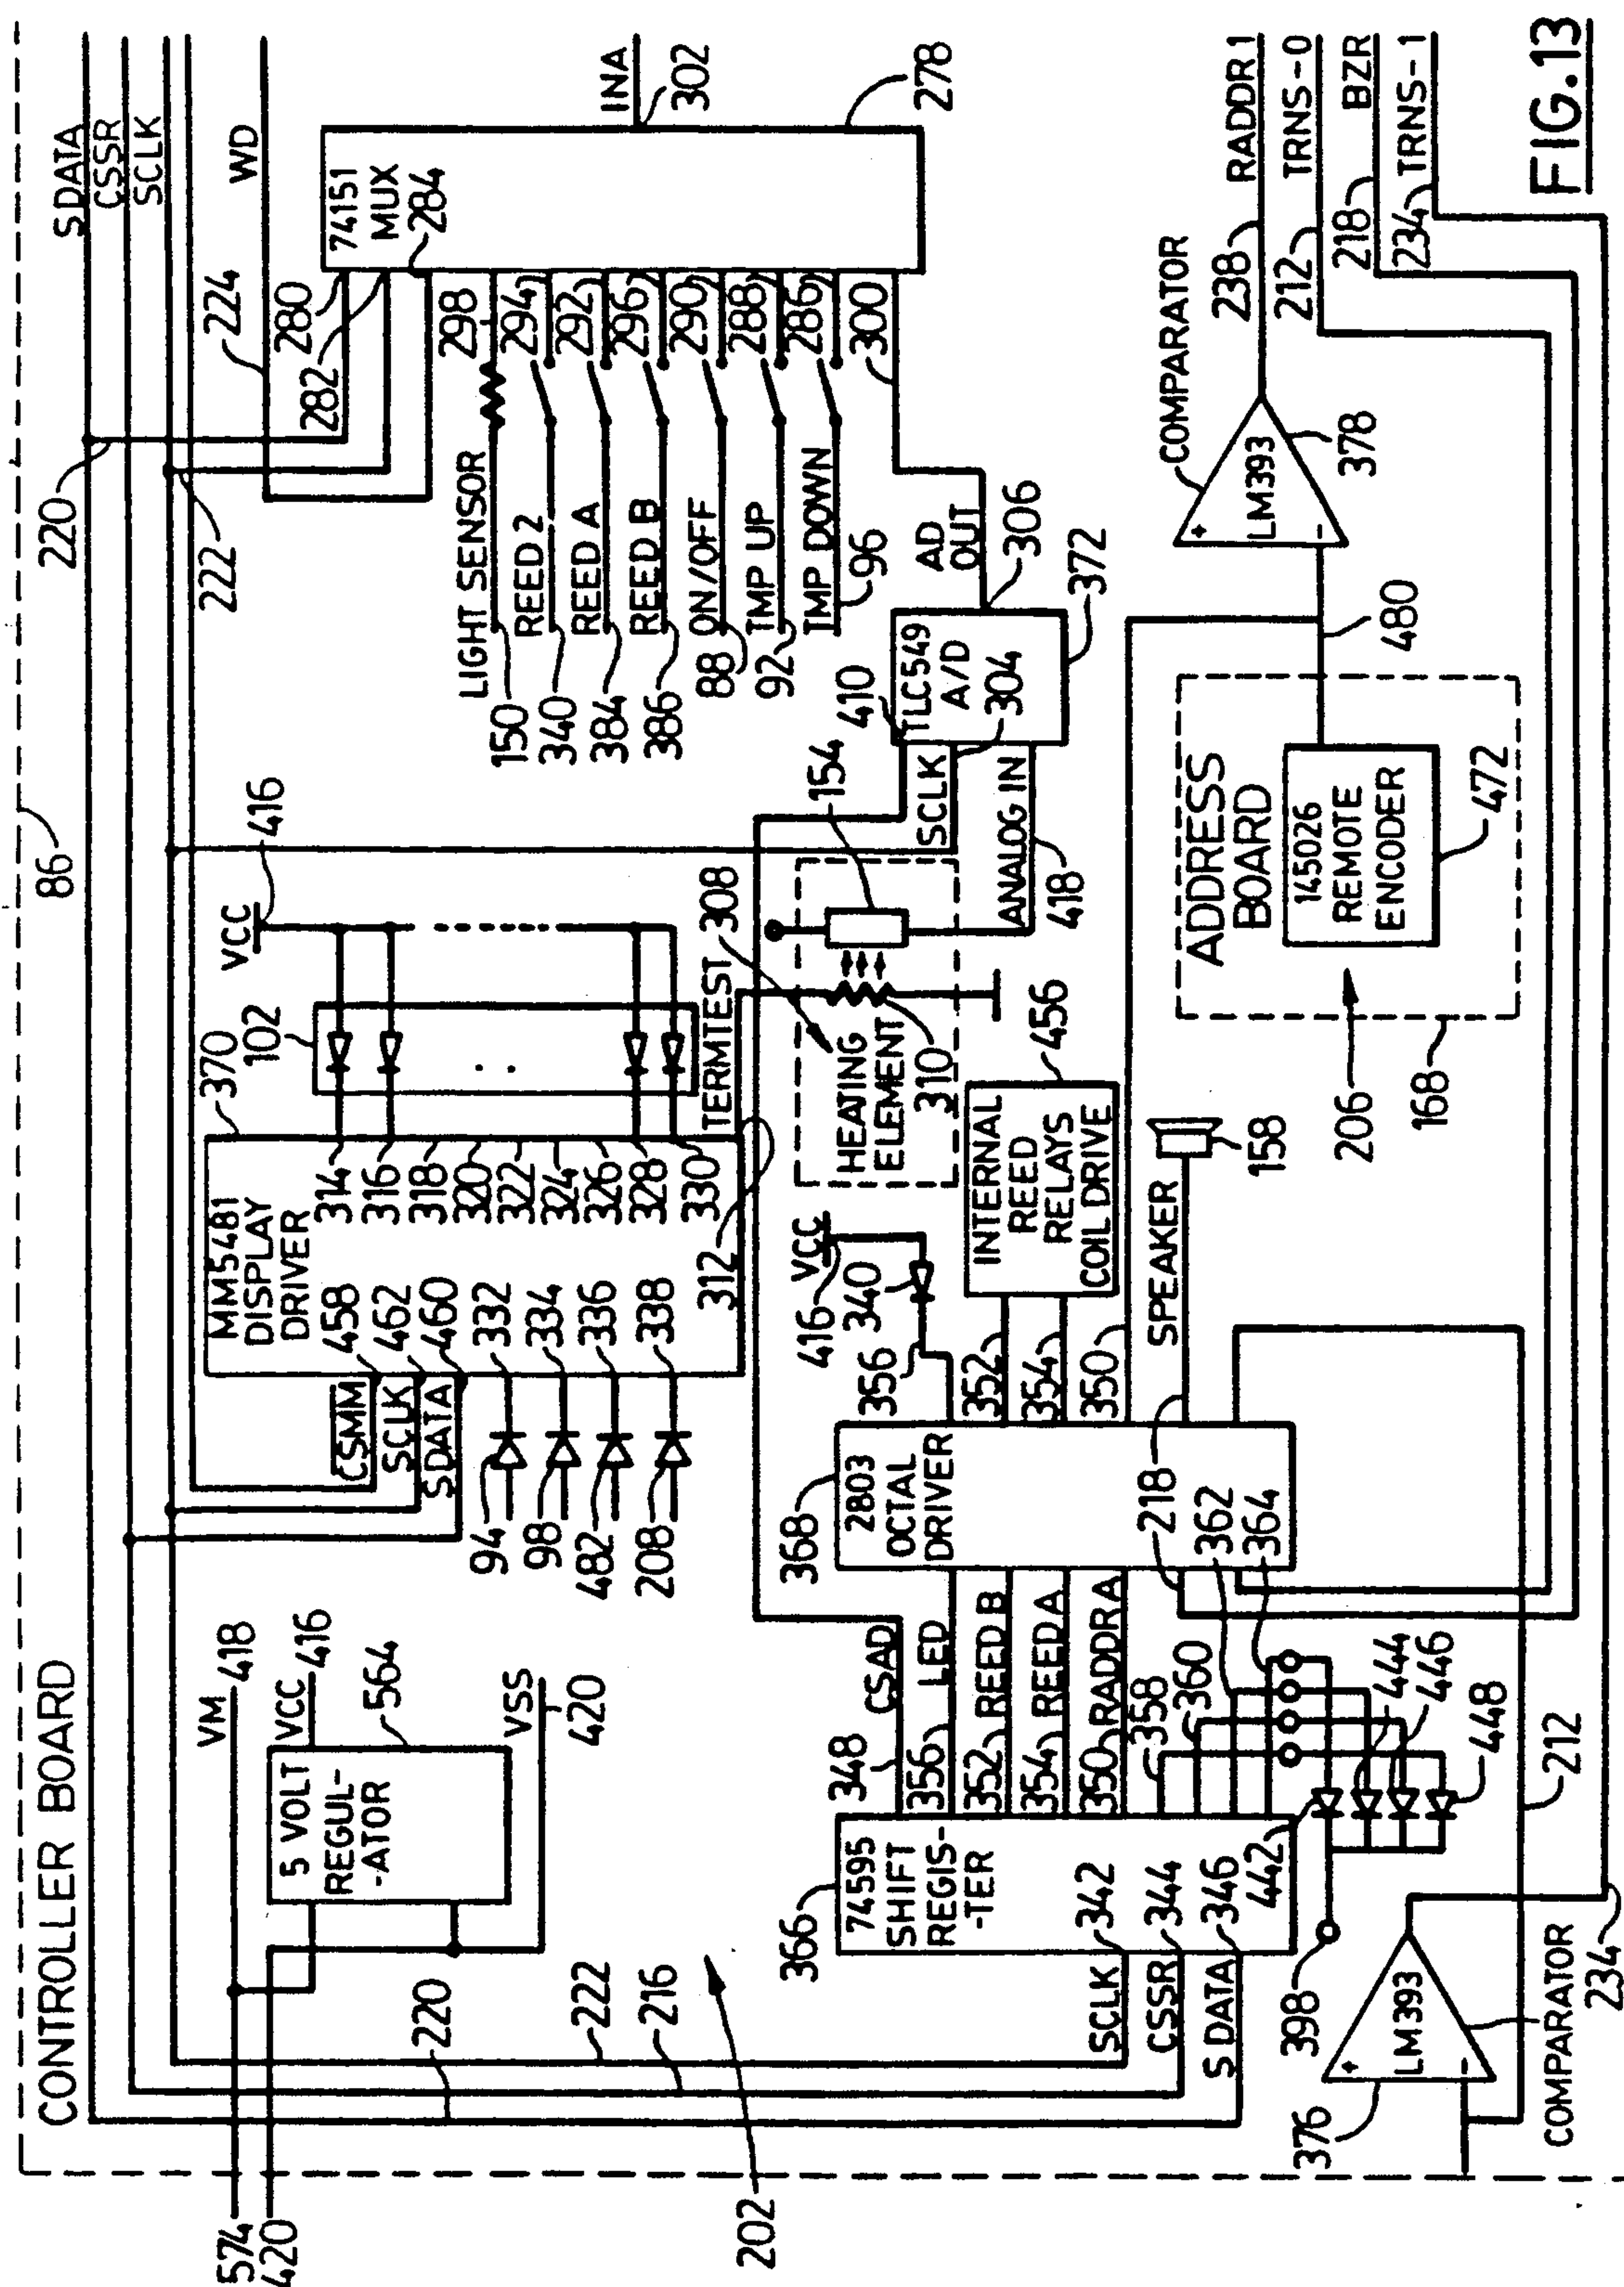 CONTROLLER BOARD
86
SDATA
CSSR
SCLK
WD
220
222
224
574
420
VM
418
VCC
416
5 VOLT
REGUL-
-ATOR
564
VSS
420
220
222
216
202
MM5481
DISPLAY
DRIVER
370
102
VCC
416
458
462
460
332
334
336
338
314
316
318
320
322
324
326
328
330
312
CSMM
SCLK
SDATA
94
98
482
208
TERMTEST
308
154
HEATING
ELEMENT
310
280
282
74151
MUX
284
278
INA
302
298
294
292
296
290
288
286
300
LIGHT SENSOR
REED 2
REED A
REED B
ON/OFF
TMP UP
TMP DOWN
150
340
384
386
88
92
96
410
TLC549
A/D
304
AD
OUT
306
372
SCLK
ANALOG IN
418
366
74595
SHIFT
REGIS-
-TER
342
344
346
SCLK
CSSR
S DATA
348
CSAD
356
LED
352
REED B
354
REED A
350
RADDRA
358
360
362
364
218
368
2803
OCTAL
DRIVER
VCC
416
340
356
352
354
350
INTERNAL
REED
RELAYS
COIL DRIVE
456
SPEAKER
218
158
442
444
446
448
398
LM393
+
-
376
COMPARATOR
212
234
ADDRESS
BOARD
145026
REMOTE
ENCODER
472
206
168
480
COMPARATOR
LM393
+
-
378
238
RADDR1
212
TRNS-0
218
BZR
234
TRNS-1
FIG.13